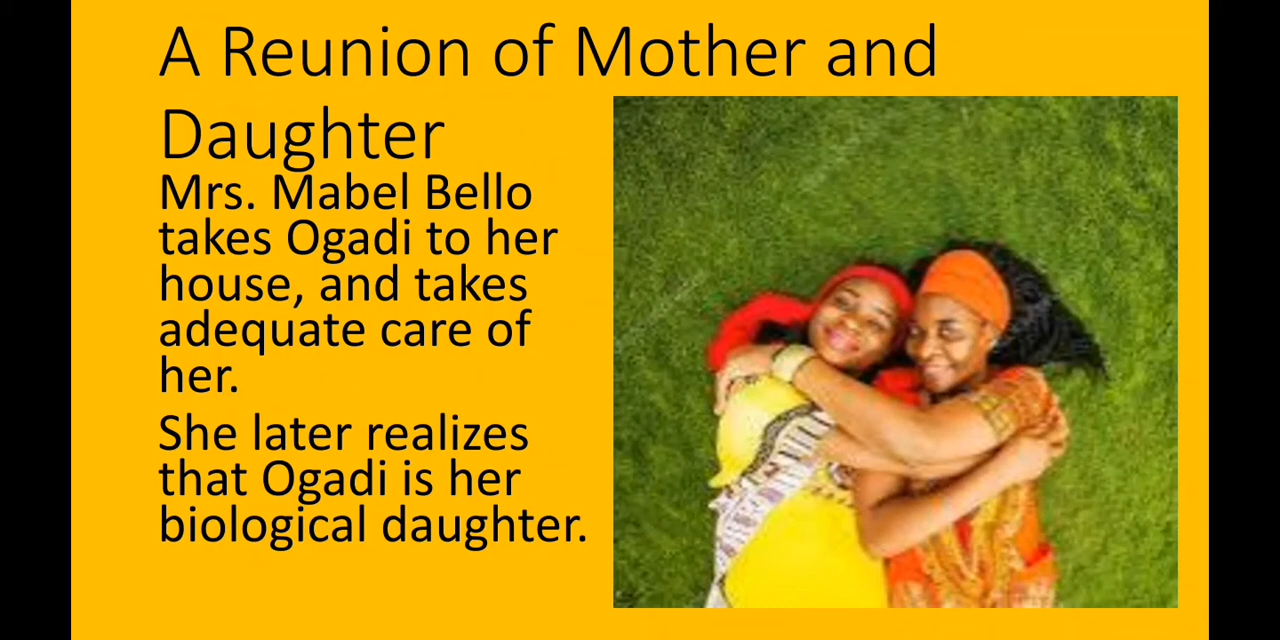 A Reunion of Mother and
Daughter
Mrs. Mabel Bello
takes Ogadi to her
house, and takes
adequate care of
her.
She later realizes
that Ogadi is her
biological daughter.